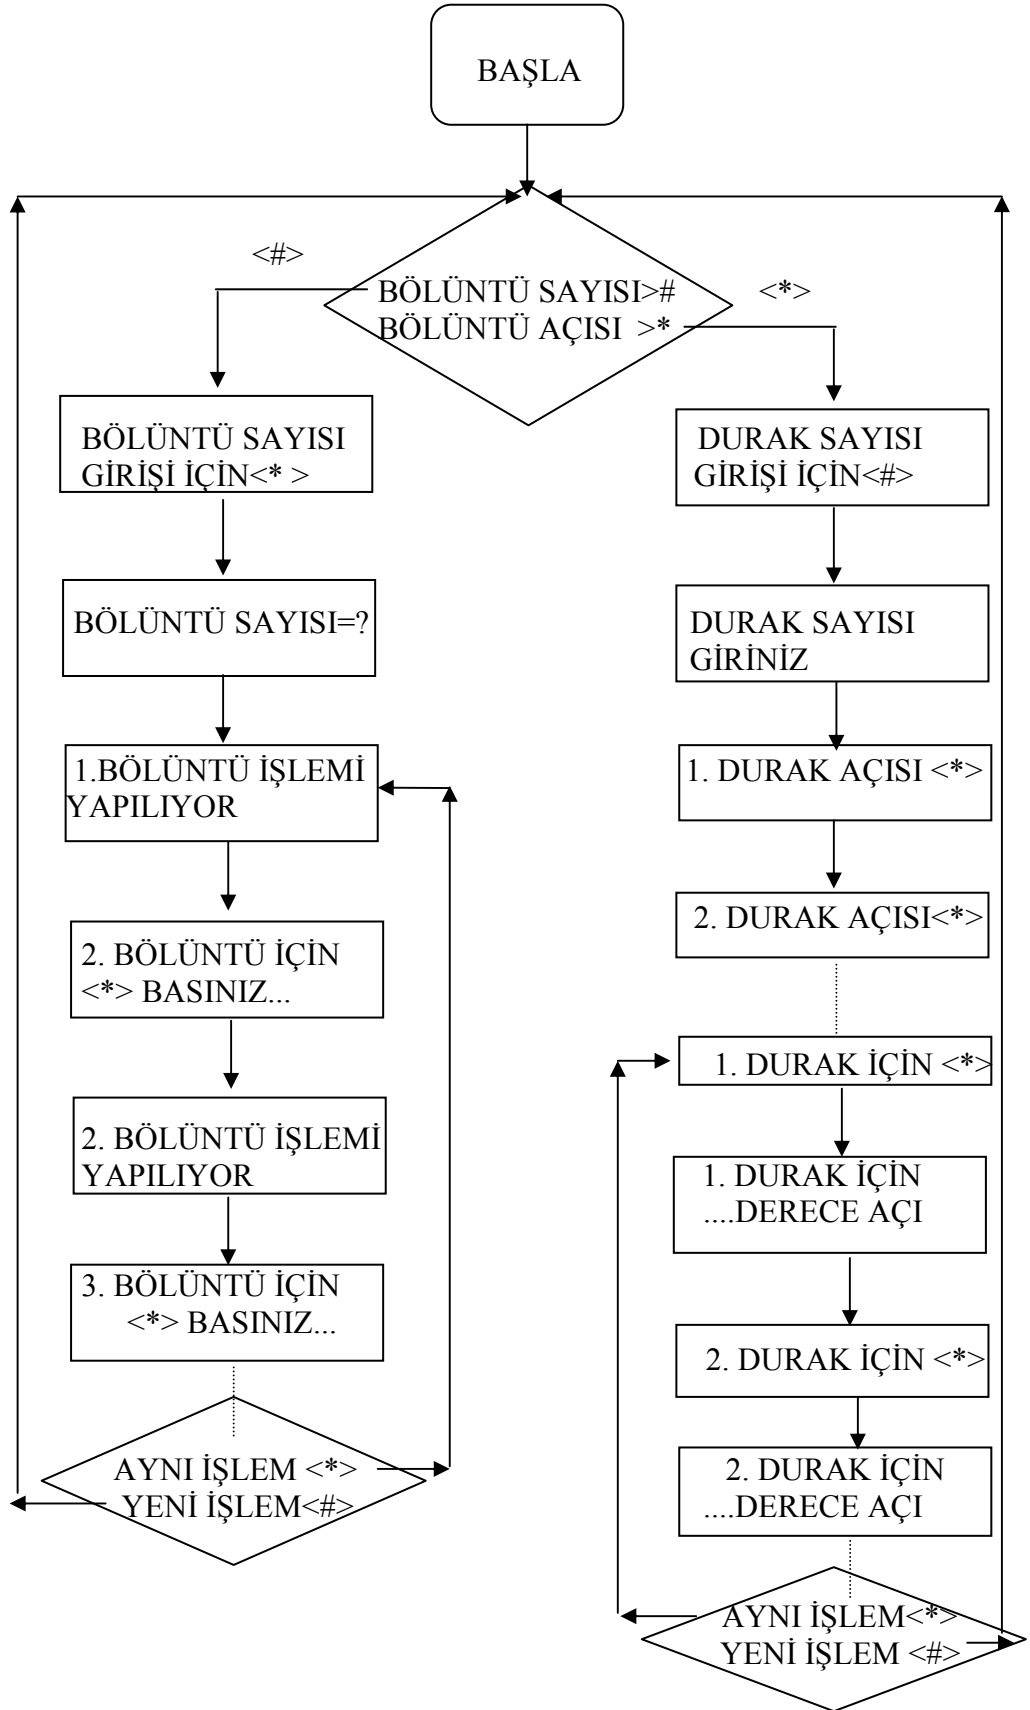 BAŞLA
<#>
BÖLÜNTÜ SAYISI>#
BÖLÜNTÜ AÇISI >*
<*>
BÖLÜNTÜ SAYISI
GİRİŞİ İÇİN<* >
BÖLÜNTÜ SAYISI=?
1.BÖLÜNTÜ İŞLEMİ
YAPILIYOR
2. BÖLÜNTÜ İÇİN
<*> BASINIZ...
2. BÖLÜNTÜ İŞLEMİ
YAPILIYOR
3. BÖLÜNTÜ İÇİN
<*> BASINIZ...
AYNI İŞLEM <*>
YENİ İŞLEM<#>
DURAK SAYISI
GİRİŞİ İÇİN<#>
DURAK SAYISI
GİRİNİZ
1. DURAK AÇISI <*>
2. DURAK AÇISI<*>
1. DURAK İÇİN <*>
1. DURAK İÇİN
....DERECE AÇI
2. DURAK İÇİN <*>
2. DURAK İÇİN
....DERECE AÇI
AYNI İŞLEM<*>
YENİ İŞLEM <#>